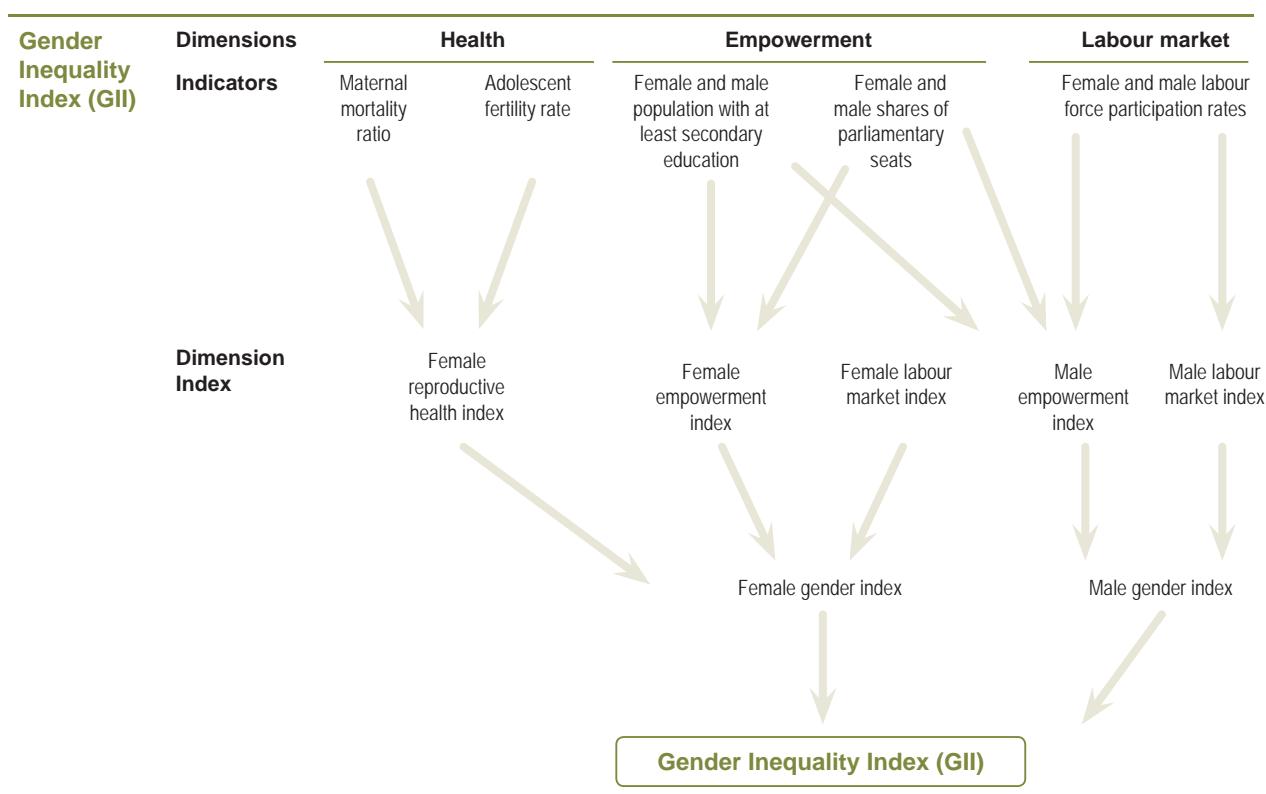 Gender
Inequality
Index (GII)
Dimensions
Health
Empowerment
Labour market
Indicators
Maternal
mortality
ratio
Adolescent
fertility rate
Female and male
population with at
least secondary
education
Female and
male shares of
parliamentary
seats
Female and male labour
force participation rates
Dimension
Index
Female
reproductive
health index
Female
empowerment
index
Female labour
market index
Male
empowerment
index
Male labour
market index
Female gender index
Male gender index
Gender Inequality Index (GII)